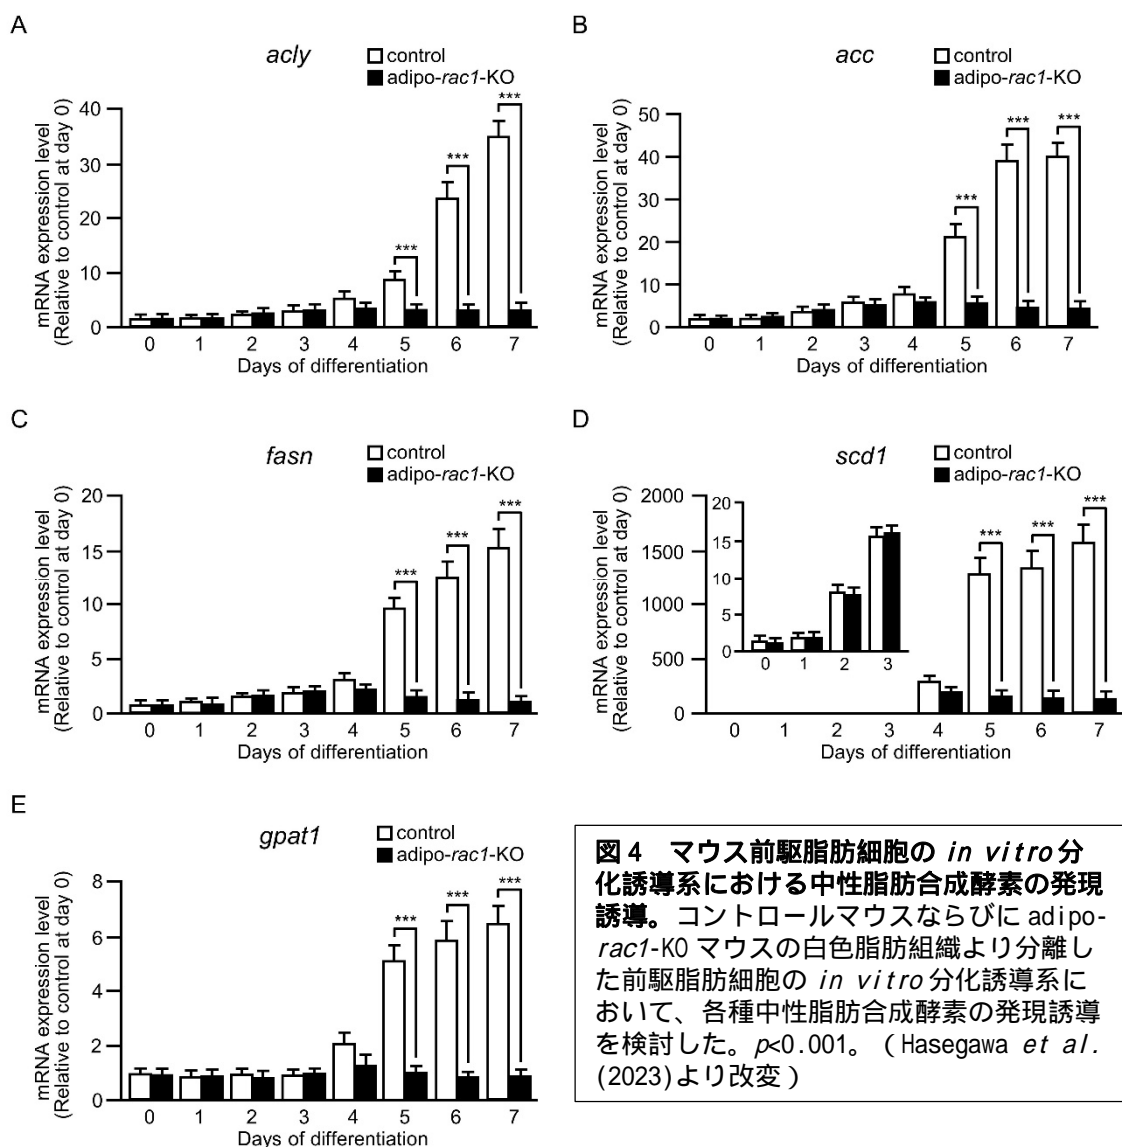 A
acly
control
adipo-rac1-KO
mRNA expression level
(Relative to control at day 0)
40
30
20
10
0
***
***
***
0 1 2 3 4 5 6 7
Days of differentiation
B
acc
control
adipo-rac1-KO
mRNA expression level
(Relative to control at day 0)
50
40
30
20
10
0
***
***
***
0 1 2 3 4 5 6 7
Days of differentiation
C
fasn
control
adipo-rac1-KO
mRNA expression level
(Relative to control at day 0)
20
15
10
5
0
***
***
***
0 1 2 3 4 5 6 7
Days of differentiation
D
scd1
control
adipo-rac1-KO
mRNA expression level
(Relative to control at day 0)
2000
1500
1000
500
0
20
15
10
5
0
0 1 2 3
***
***
***
0 1 2 3 4 5 6 7
Days of differentiation
E
gpat1
control
adipo-rac1-KO
mRNA expression level
(Relative to control at day 0)
8
6
4
2
0
***
***
***
0 1 2 3 4 5 6 7
Days of differentiation
図4　マウス前駆脂肪細胞の in vitro 分
化誘導系における中性脂肪合成酵素の発現
誘導。コントロールマウスならびに adipo-
rac1-KO マウスの白色脂肪組織より分離し
た前駆脂肪細胞の in vitro 分化誘導系に
おいて、各種中性脂肪合成酵素の発現誘導
を検討した。p<0.001。（Hasegawa et al.
(2023)より改変）